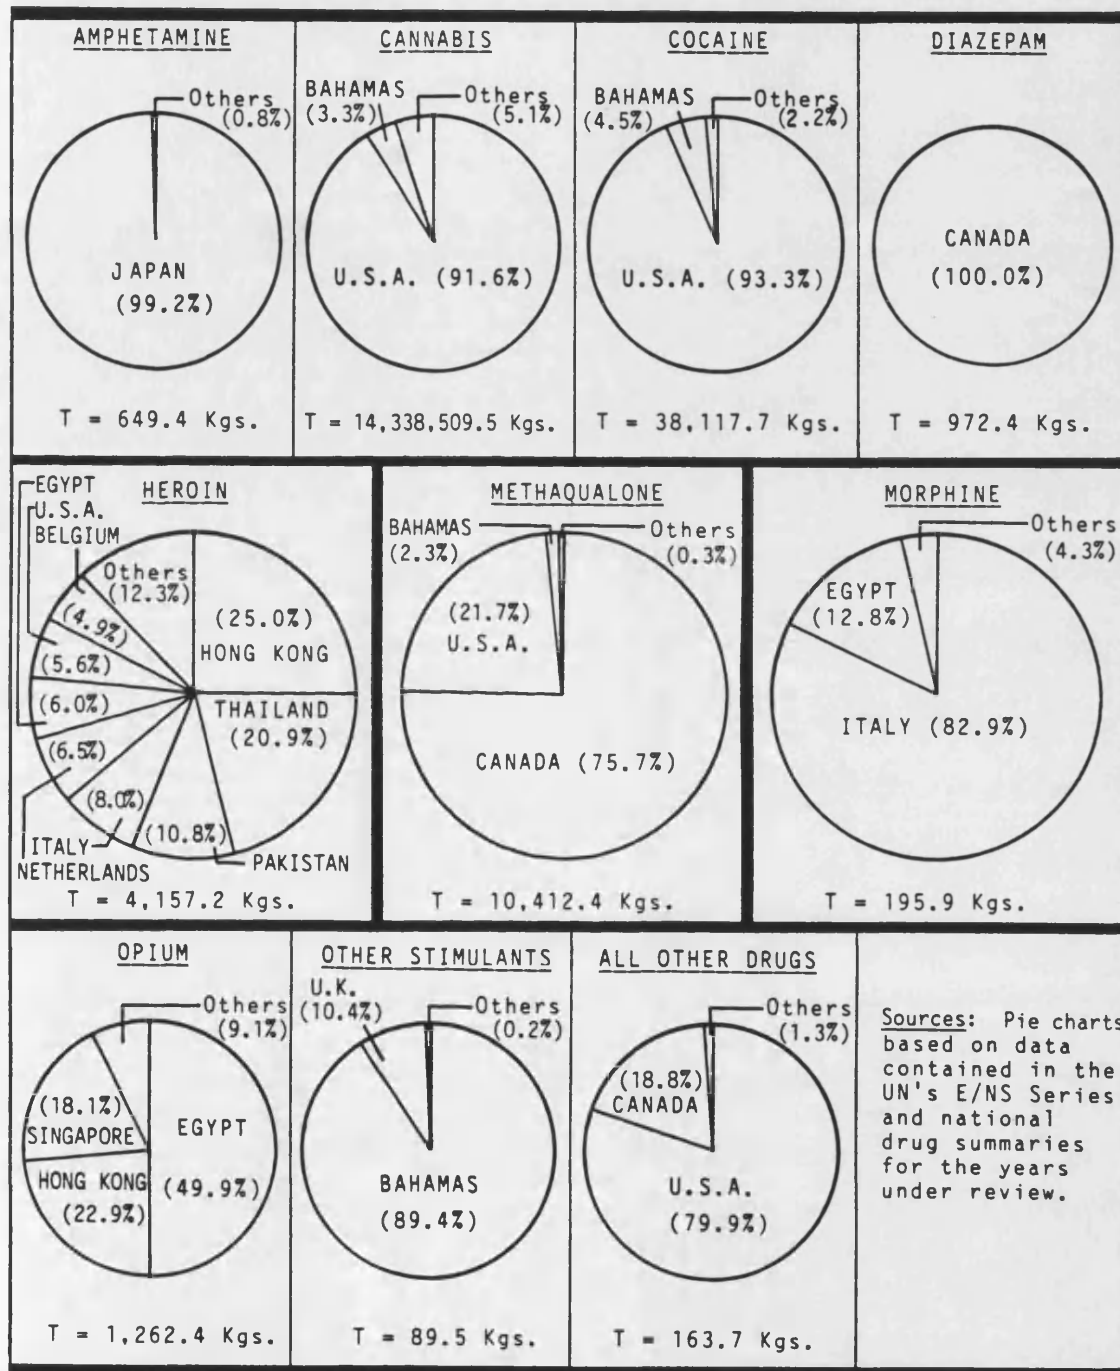 AMPHETAMINE
Others
(0.8%)
JAPAN
(99.2%)
T = 649.4 Kgs.
CANNABIS
BAHAMAS
(3.3%)
Others
(5.1%)
U.S.A. (91.6%)
T = 14,338,509.5 Kgs.
COCAINE
BAHAMAS
(4.5%)
Others
(2.2%)
U.S.A. (93.3%)
T = 38,117.7 Kgs.
DIAZEPAM
CANADA
(100.0%)
T = 972.4 Kgs.
HEROIN
EGYPT
U.S.A.
BELGIUM
Others
(12.3%)
(4.9%)
(5.6%)
(6.0%)
(6.5%)
(8.0%)
(10.8%)
(25.0%)
HONG KONG
THAILAND
(20.9%)
ITALY
NETHERLANDS
PAKISTAN
T = 4,157.2 Kgs.
METHAQUALONE
BAHAMAS
(2.3%)
Others
(0.3%)
(21.7%)
U.S.A.
CANADA (75.7%)
T = 10,412.4 Kgs.
MORPHINE
Others
(4.3%)
EGYPT
(12.8%)
ITALY (82.9%)
T = 195.9 Kgs.
OPIUM
Others
(9.1%)
(18.1%)
SINGAPORE
EGYPT
(49.9%)
HONG KONG
(22.9%)
T = 1,262.4 Kgs.
OTHER STIMULANTS
U.K.
(10.4%)
Others
(0.2%)
BAHAMAS
(89.4%)
T = 89.5 Kgs.
ALL OTHER DRUGS
Others
(1.3%)
(18.8%)
CANADA
U.S.A.
(79.9%)
T = 163.7 Kgs.
Sources: Pie charts
based on data
contained in the
UN's E/NS Series
and national
drug summaries
for the years
under review.